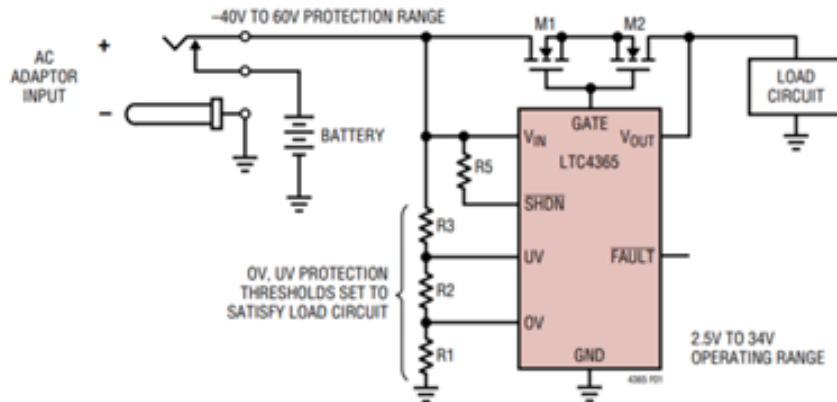 –40V TO 60V PROTECTION RANGE
M1
M2
+
AC
ADAPTOR
INPUT
–
BATTERY
LOAD
CIRCUIT
GATE
VIN
VOUT
LTC4365
R5
SHDN
R3
UV
FAULT
OV, UV PROTECTION
THRESHOLDS SET TO
SATISFY LOAD CIRCUIT
R2
OV
R1
GND
2.5V TO 34V
OPERATING RANGE
4365 F01